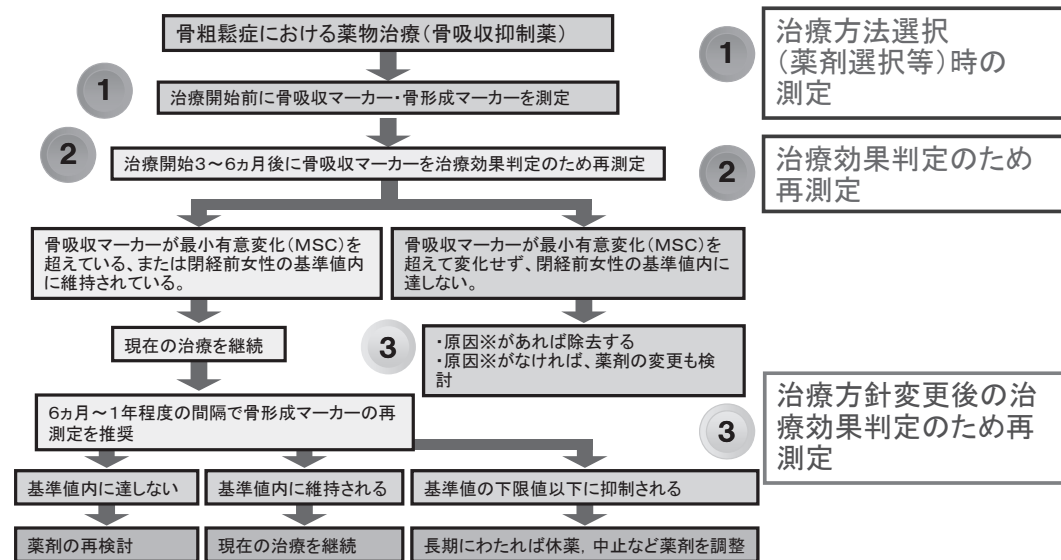 骨粗鬆症における薬物治療(骨吸収抑制薬)
1
治療開始前に骨吸収マーカー・骨形成マーカーを測定
2
治療開始3～6ヵ月後に骨吸収マーカーを治療効果判定のため再測定
骨吸収マーカーが最小有意変化(MSC)を
超えている、または閉経前女性の基準値内
に維持されている。
骨吸収マーカーが最小有意変化(MSC)を
超えて変化せず、閉経前女性の基準値内に
達しない。
現在の治療を継続
3
・原因※があれば除去する
・原因※がなければ、薬剤の変更も検
討
6ヵ月～1年程度の間隔で骨形成マーカーの再
測定を推奨
基準値内に達しない
基準値内に維持される
基準値の下限値以下に抑制される
薬剤の再検討
現在の治療を継続
長期にわたれば休薬，中止など薬剤を調整
1
治療方法選択
(薬剤選択等)時の
測定
2
治療効果判定のため
再測定
3
治療方針変更後の治
療効果判定のため再
測定